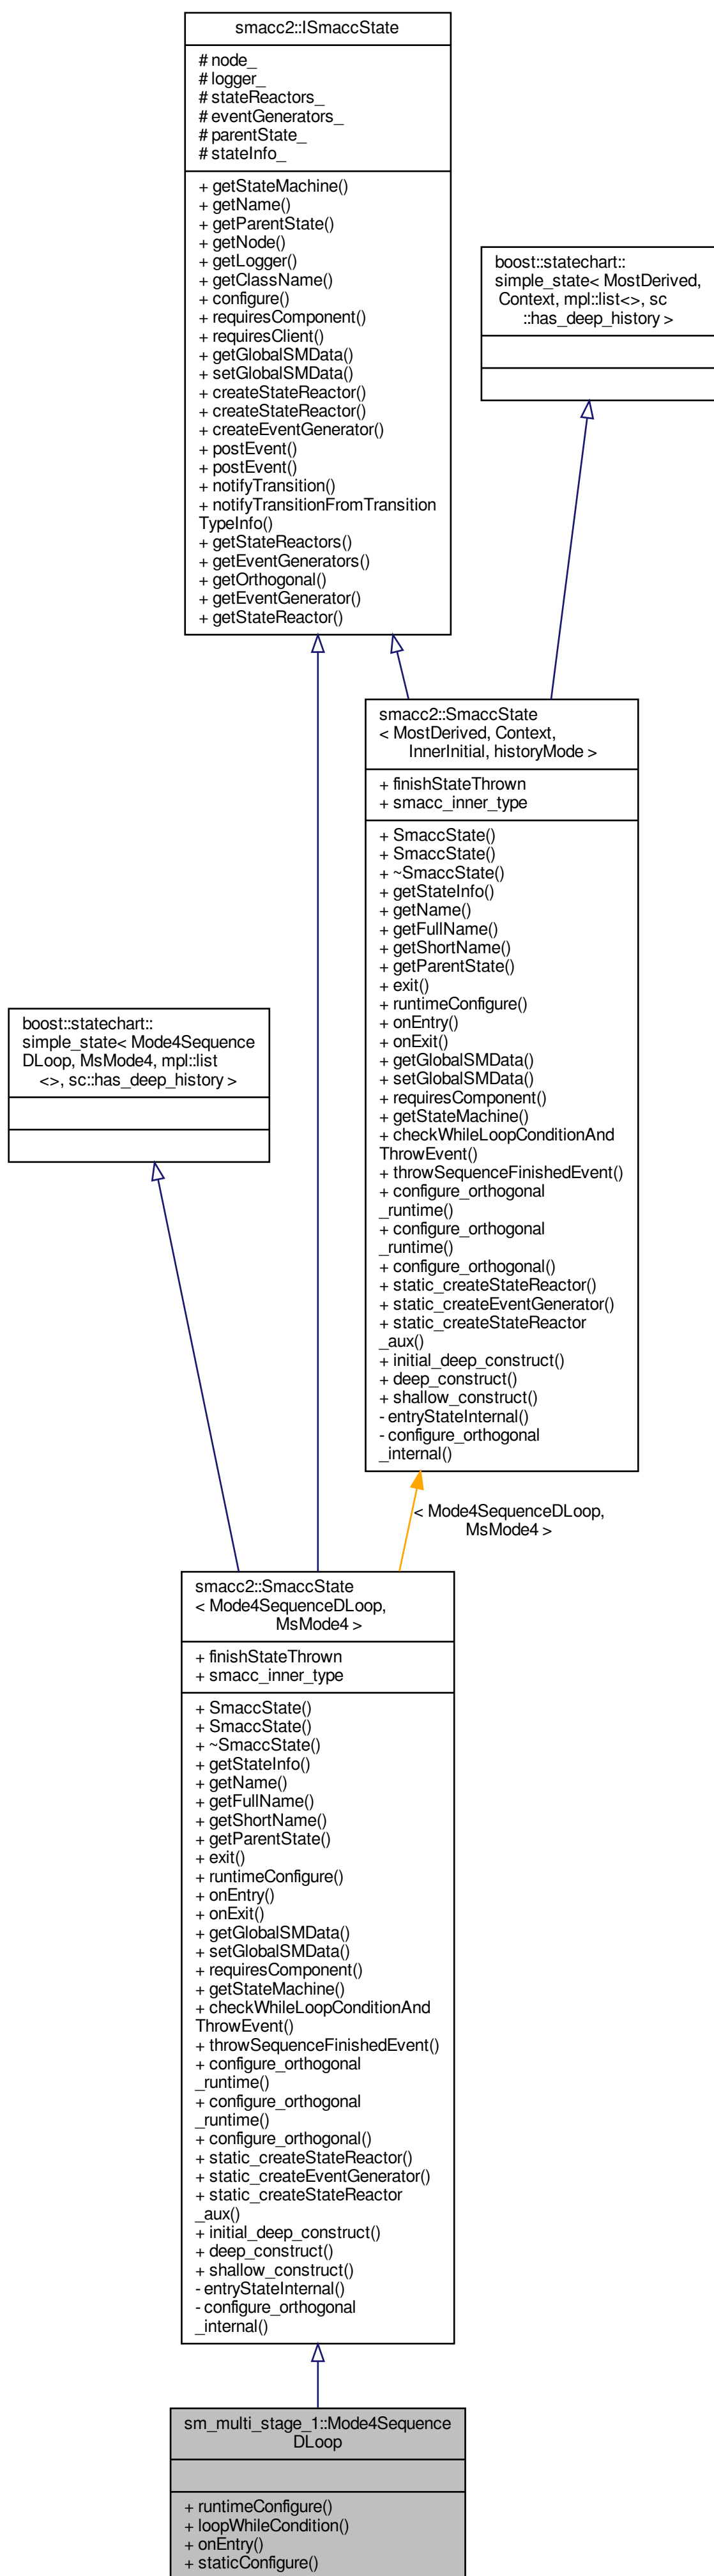 smacc2::ISmaccState
# node_
# logger_
# stateReactors_
# eventGenerators_
# parentState_
# stateInfo_
+ getStateMachine()
+ getName()
+ getParentState()
+ getNode()
+ getLogger()
+ getClassName()
+ configure()
+ requiresComponent()
+ requiresClient()
+ getGlobalSMData()
+ setGlobalSMData()
+ createStateReactor()
+ createStateReactor()
+ createEventGenerator()
+ postEvent()
+ postEvent()
+ notifyTransition()
+ notifyTransitionFromTransition
TypeInfo()
+ getStateReactors()
+ getEventGenerators()
+ getOrthogonal()
+ getEventGenerator()
+ getStateReactor()
boost::statechart::
simple_state< MostDerived,
Context, mpl::list<>, sc
::has_deep_history >
smacc2::SmaccState
< MostDerived, Context,
InnerInitial, historyMode >
+ finishStateThrown
+ smacc_inner_type
+ SmaccState()
+ SmaccState()
+ ~SmaccState()
+ getStateInfo()
+ getName()
+ getFullName()
+ getShortName()
+ getParentState()
+ exit()
+ runtimeConfigure()
+ onEntry()
+ onExit()
+ getGlobalSMData()
+ setGlobalSMData()
+ requiresComponent()
+ getStateMachine()
+ checkWhileLoopConditionAnd
ThrowEvent()
+ throwSequenceFinishedEvent()
+ configure_orthogonal
_runtime()
+ configure_orthogonal
_runtime()
+ configure_orthogonal()
+ static_createStateReactor()
+ static_createEventGenerator()
+ static_createStateReactor
_aux()
+ initial_deep_construct()
+ deep_construct()
+ shallow_construct()
- entryStateInternal()
- configure_orthogonal
_internal()
boost::statechart::
simple_state< Mode4Sequence
DLoop, MsMode4, mpl::list
<>, sc::has_deep_history >
< Mode4SequenceDLoop,
MsMode4 >
smacc2::SmaccState
< Mode4SequenceDLoop,
MsMode4 >
+ finishStateThrown
+ smacc_inner_type
+ SmaccState()
+ SmaccState()
+ ~SmaccState()
+ getStateInfo()
+ getName()
+ getFullName()
+ getShortName()
+ getParentState()
+ exit()
+ runtimeConfigure()
+ onEntry()
+ onExit()
+ getGlobalSMData()
+ setGlobalSMData()
+ requiresComponent()
+ getStateMachine()
+ checkWhileLoopConditionAnd
ThrowEvent()
+ throwSequenceFinishedEvent()
+ configure_orthogonal
_runtime()
+ configure_orthogonal
_runtime()
+ configure_orthogonal()
+ static_createStateReactor()
+ static_createEventGenerator()
+ static_createStateReactor
_aux()
+ initial_deep_construct()
+ deep_construct()
+ shallow_construct()
- entryStateInternal()
- configure_orthogonal
_internal()
sm_multi_stage_1::Mode4Sequence
DLoop
+ runtimeConfigure()
+ loopWhileCondition()
+ onEntry()
+ staticConfigure()